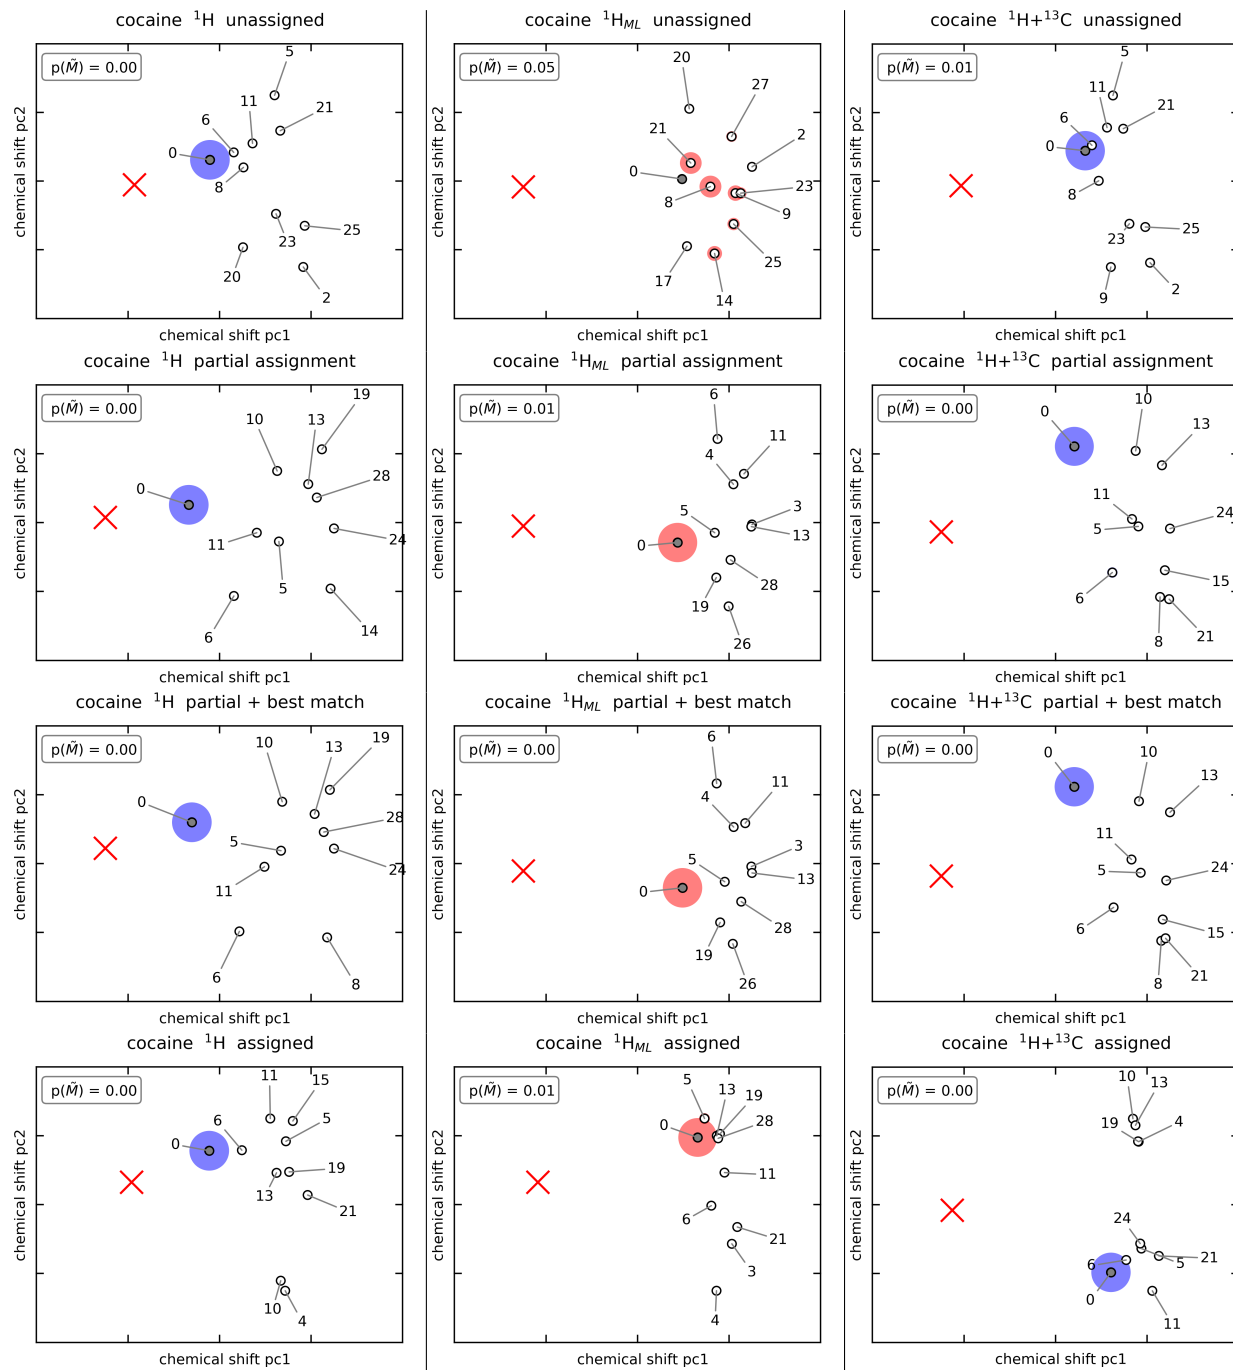 cocaine ¹H unassigned
p(M̃) = 0.00
5
11
21
6
0
8
23
25
20
2
chemical shift pc2
chemical shift pc1
cocaine ¹H_ML unassigned
p(M̃) = 0.05
20
27
21
2
0
8
23
9
25
17
14
chemical shift pc2
chemical shift pc1
cocaine ¹H+¹³C unassigned
p(M̃) = 0.01
5
11
21
6
0
8
23
25
9
2
chemical shift pc2
chemical shift pc1
cocaine ¹H partial assignment
p(M̃) = 0.00
19
10
13
28
0
11
24
5
14
6
chemical shift pc2
chemical shift pc1
cocaine ¹H_ML partial assignment
p(M̃) = 0.01
6
11
4
5
3
13
0
28
19
26
chemical shift pc2
chemical shift pc1
cocaine ¹H+¹³C partial assignment
p(M̃) = 0.00
0
10
13
11
24
5
15
6
8
21
chemical shift pc2
chemical shift pc1
cocaine ¹H partial + best match
p(M̃) = 0.00
19
10
13
0
28
5
24
11
6
8
chemical shift pc2
chemical shift pc1
cocaine ¹H_ML partial + best match
p(M̃) = 0.00
6
11
4
3
5
13
0
28
19
26
chemical shift pc2
chemical shift pc1
cocaine ¹H+¹³C partial + best match
p(M̃) = 0.00
0
10
13
11
24
5
15
6
8
21
chemical shift pc2
chemical shift pc1
cocaine ¹H assigned
p(M̃) = 0.00
11
15
5
6
0
19
13
21
10
4
chemical shift pc2
chemical shift pc1
cocaine ¹H_ML assigned
p(M̃) = 0.01
5
13
19
28
0
11
6
21
3
4
chemical shift pc2
chemical shift pc1
cocaine ¹H+¹³C assigned
p(M̃) = 0.00
10
13
19
4
24
21
6
5
0
11
chemical shift pc2
chemical shift pc1